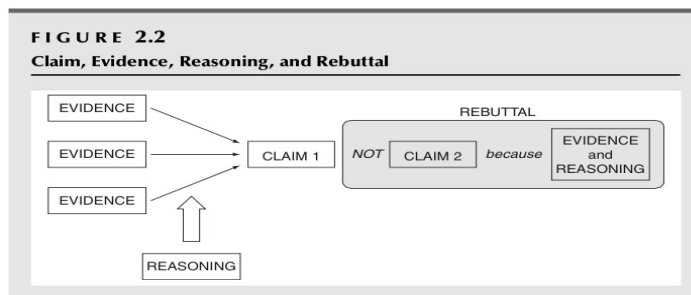 FIGURE 2.2
Claim, Evidence, Reasoning, and Rebuttal
EVIDENCE
EVIDENCE
EVIDENCE
REASONING
CLAIM 1
REBUTTAL
NOT CLAIM 2 because
EVIDENCE
and
REASONING